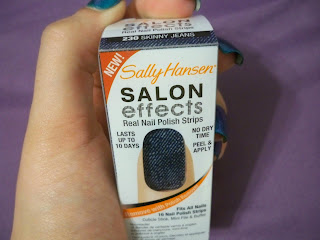 230 SKINNY JEANS
NEW!
Sally Hansen
SALON
effects
Real Nail Polish Strips
LASTS
UP TO
10 DAYS
NO DRY
TIME
PEEL &
APPLY
Fits All Nails
16 Nail Polish Strips